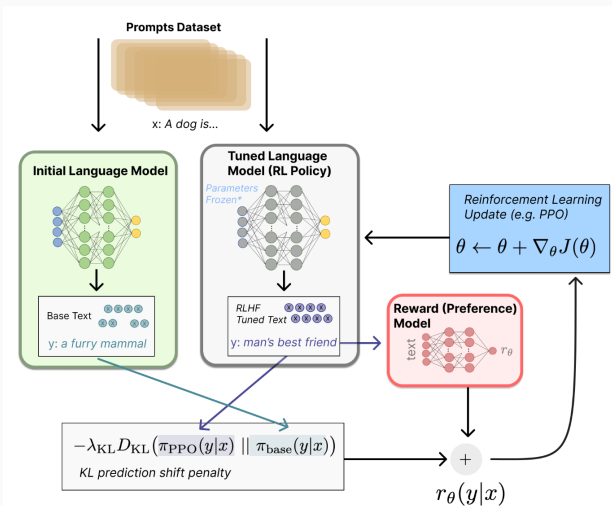 Prompts Dataset
x: A dog is...
Initial Language Model
Tuned Language
Model (RL Policy)
Parameters
Frozen*
Reinforcement Learning
Update (e.g. PPO)
θ ← θ + ∇θJ(θ)
Base Text
x x x x
x x x x
y: a furry mammal
RLHF
Tuned Text
x x x x
x x x x
y: man's best friend
Reward (Preference)
Model
text
rθ
−λKL DKL(πPPO(y|x) || πbase(y|x))
KL prediction shift penalty
+
rθ(y|x)